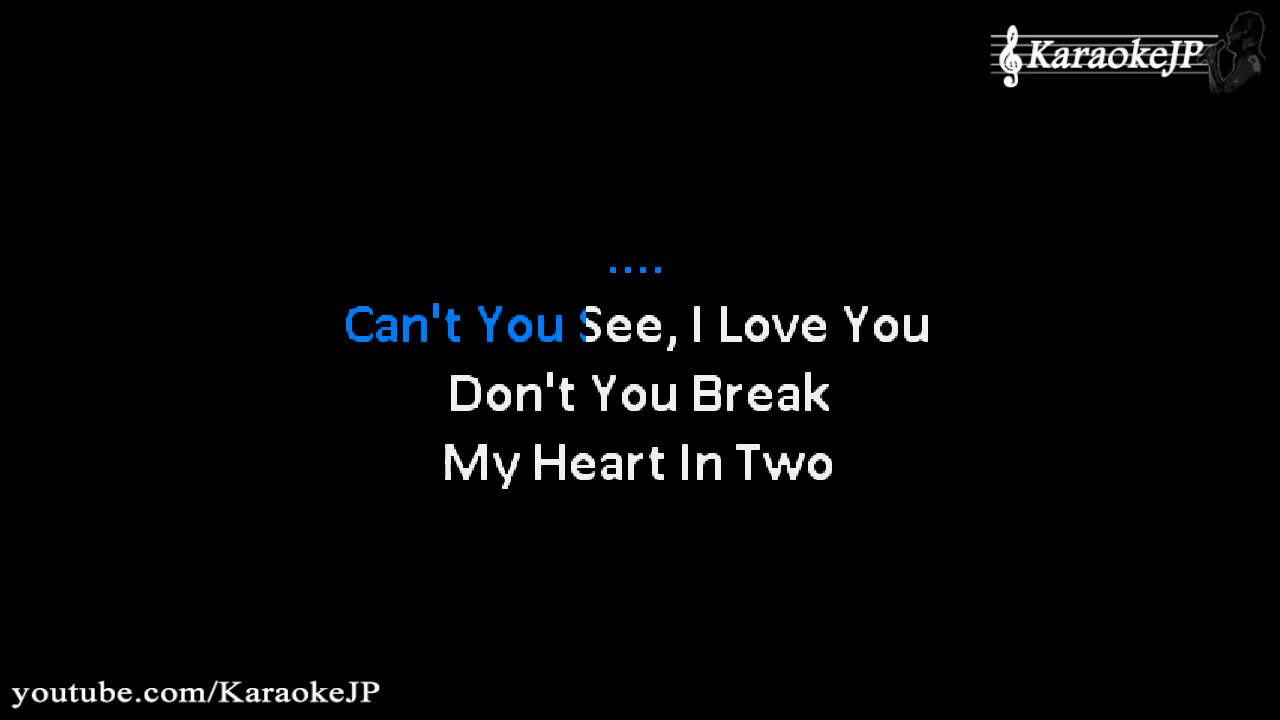 KaraokeJP
....
Can't You See, I Love You
Don't You Break
My Heart In Two
youtube.com/KaraokeJP